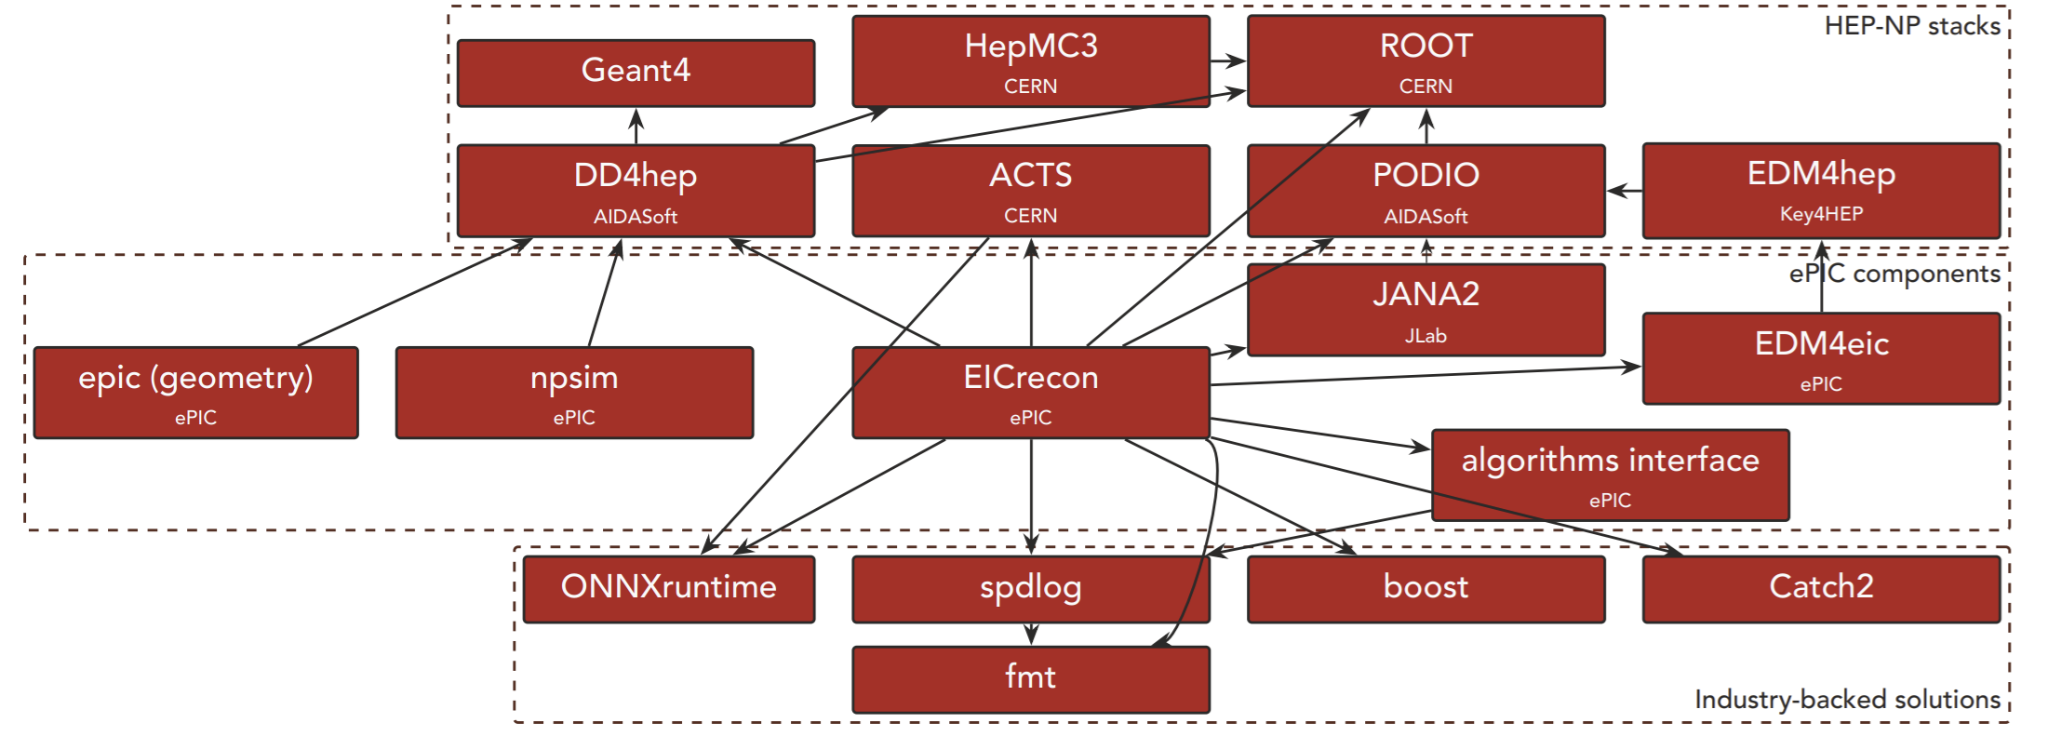 HEP-NP stacks
Geant4
HepMC3
CERN
ROOT
CERN
DD4hep
AIDASoft
ACTS
CERN
PODIO
AIDASoft
EDM4hep
Key4HEP
ePIC components
epic (geometry)
ePIC
npsim
ePIC
EICrecon
ePIC
JANA2
JLab
EDM4eic
ePIC
algorithms interface
ePIC
ONNXruntime
spdlog
boost
Catch2
fmt
Industry-backed solutions